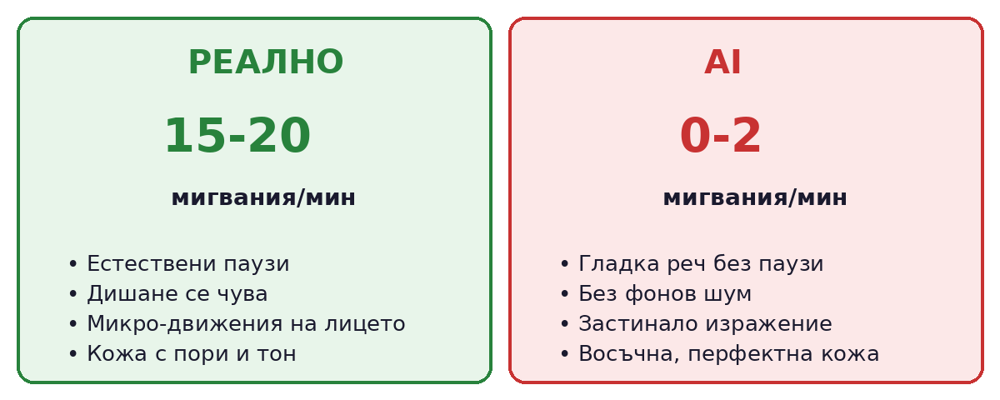 РЕАЛНО
15-20
мигвания/мин
• Естествени паузи
• Дишане се чува
• Микро-движения на лицето
• Кожа с пори и тон
AI
0-2
мигвания/мин
• Гладка реч без паузи
• Без фонов шум
• Застинало изражение
• Восъчна, перфектна кожа